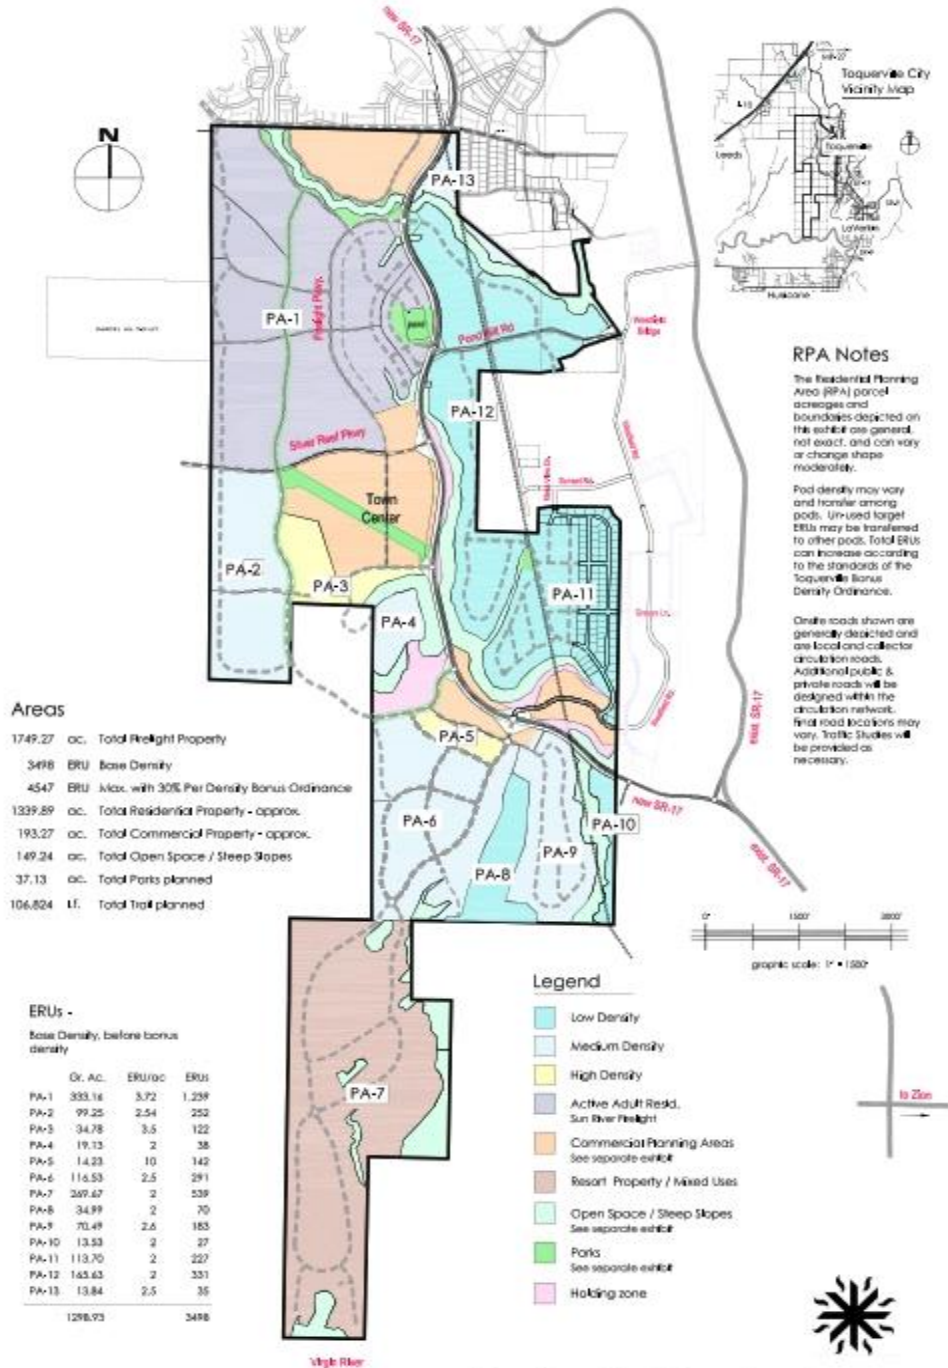 new SR-17
Toquerville City
Vicinity Map
Leeds
Toquerville
LaVerkin
Hurricane
N
PA-13
PA-1
Firelight Pkwy.
pond
Pond Bill Rd
Westfield
Bridge
PA-12
Silver Reef Pkwy
Town
Center
PA-2
PA-3
PA-4
PA-11
PA-5
PA-6
PA-8
PA-9
PA-10
PA-7
new SR-17
exist. SR-17
exist. SR-17
RPA Notes
The Residential Planning
Area (RPA) parcel
acreages and
boundaries depicted on
this exhibit are general,
not exact, and can vary
or change shape
moderately.
Pod density may vary
and transfer among
pods. Un-used target
ERUs may be transferred
to other pods. Total ERUs
can increase according
to the standards of the
Toquerville Bonus
Density Ordinance.
Onsite roads shown are
generally depicted and
are local and collector
circulation roads.
Additional public &
private roads will be
designed within the
circulation network.
Final road locations may
vary. Traffic Studies will
be provided as
necessary.
Areas
1749.27 ac. Total Firelight Property
3498 ERU Base Density
4547 ERU Max. with 30% Per Density Bonus Ordinance
1339.89 ac. Total Residential Property - approx.
193.27 ac. Total Commercial Property - approx.
149.24 ac. Total Open Space / Steep Slopes
37.13 ac. Total Parks planned
106,824 l.f. Total Trail planned
0' 1500' 3000'
graphic scale: 1" = 1500'
ERUs -
Base Density, before bonus
density
Gr. Ac. ERU/ac ERUs
PA-1 333.16 3.72 1,239
PA-2 99.25 2.54 252
PA-3 34.78 3.5 122
PA-4 19.13 2 38
PA-5 14.23 10 142
PA-6 116.53 2.5 291
PA-7 269.67 2 539
PA-8 34.99 2 70
PA-9 70.49 2.6 183
PA-10 13.53 2 27
PA-11 113.70 2 227
PA-12 165.63 2 331
PA-13 13.84 2.5 35
1298.93 3498
Legend
Low Density
Medium Density
High Density
Active Adult Resid.
Sun River Firelight
Commercial Planning Areas
See separate exhibit
Resort Property / Mixed Uses
Open Space / Steep Slopes
See separate exhibit
Parks
See separate exhibit
Holding zone
to Zion
Virgin River